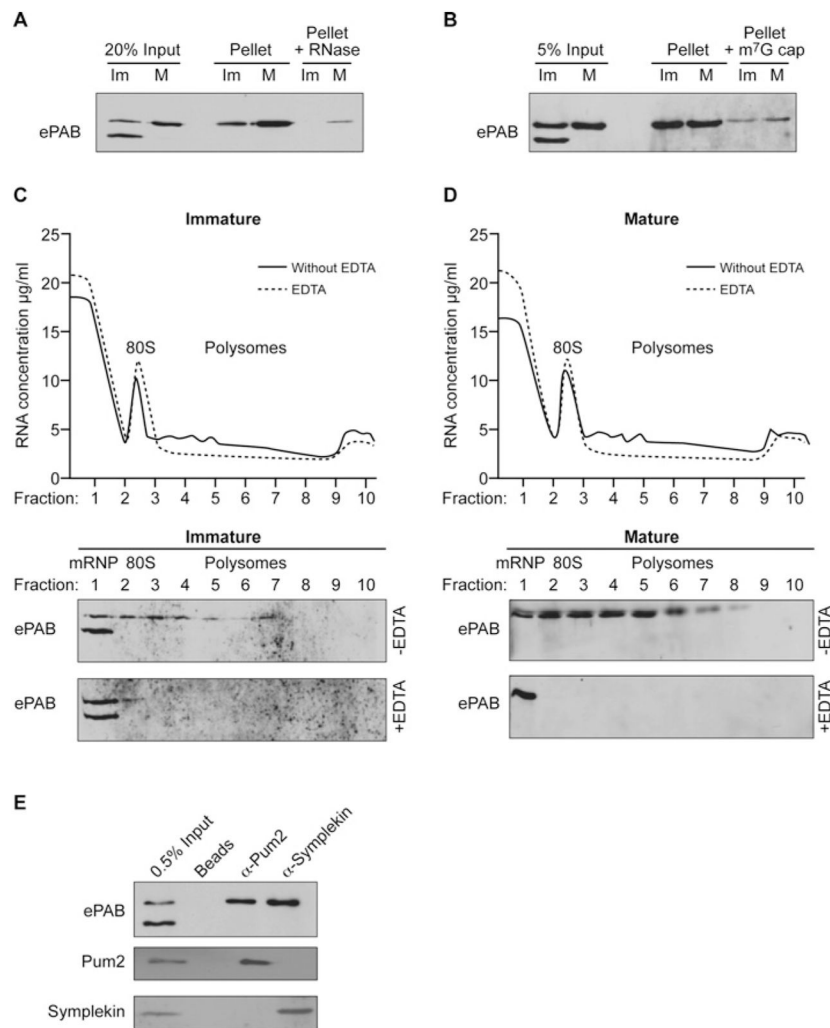 A
20% Input Pellet Pellet + RNase
Im M Im M Im M
ePAB
B
5% Input Pellet Pellet + m⁷G cap
Im M Im M Im M
ePAB
C
Immature
25
20
15
10
5
0
RNA concentration µg/ml
Without EDTA
EDTA
80S Polysomes
Fraction: 1 2 3 4 5 6 7 8 9 10
Immature
mRNP 80S Polysomes
Fraction: 1 2 3 4 5 6 7 8 9 10
ePAB -EDTA
ePAB +EDTA
D
Mature
25
20
15
10
5
0
RNA concentration µg/ml
Without EDTA
EDTA
80S Polysomes
Fraction: 1 2 3 4 5 6 7 8 9 10
Mature
mRNP 80S Polysomes
Fraction: 1 2 3 4 5 6 7 8 9 10
ePAB -EDTA
ePAB +EDTA
E
0.5% Input Beads α-Pum2 α-Symplekin
ePAB
Pum2
Symplekin